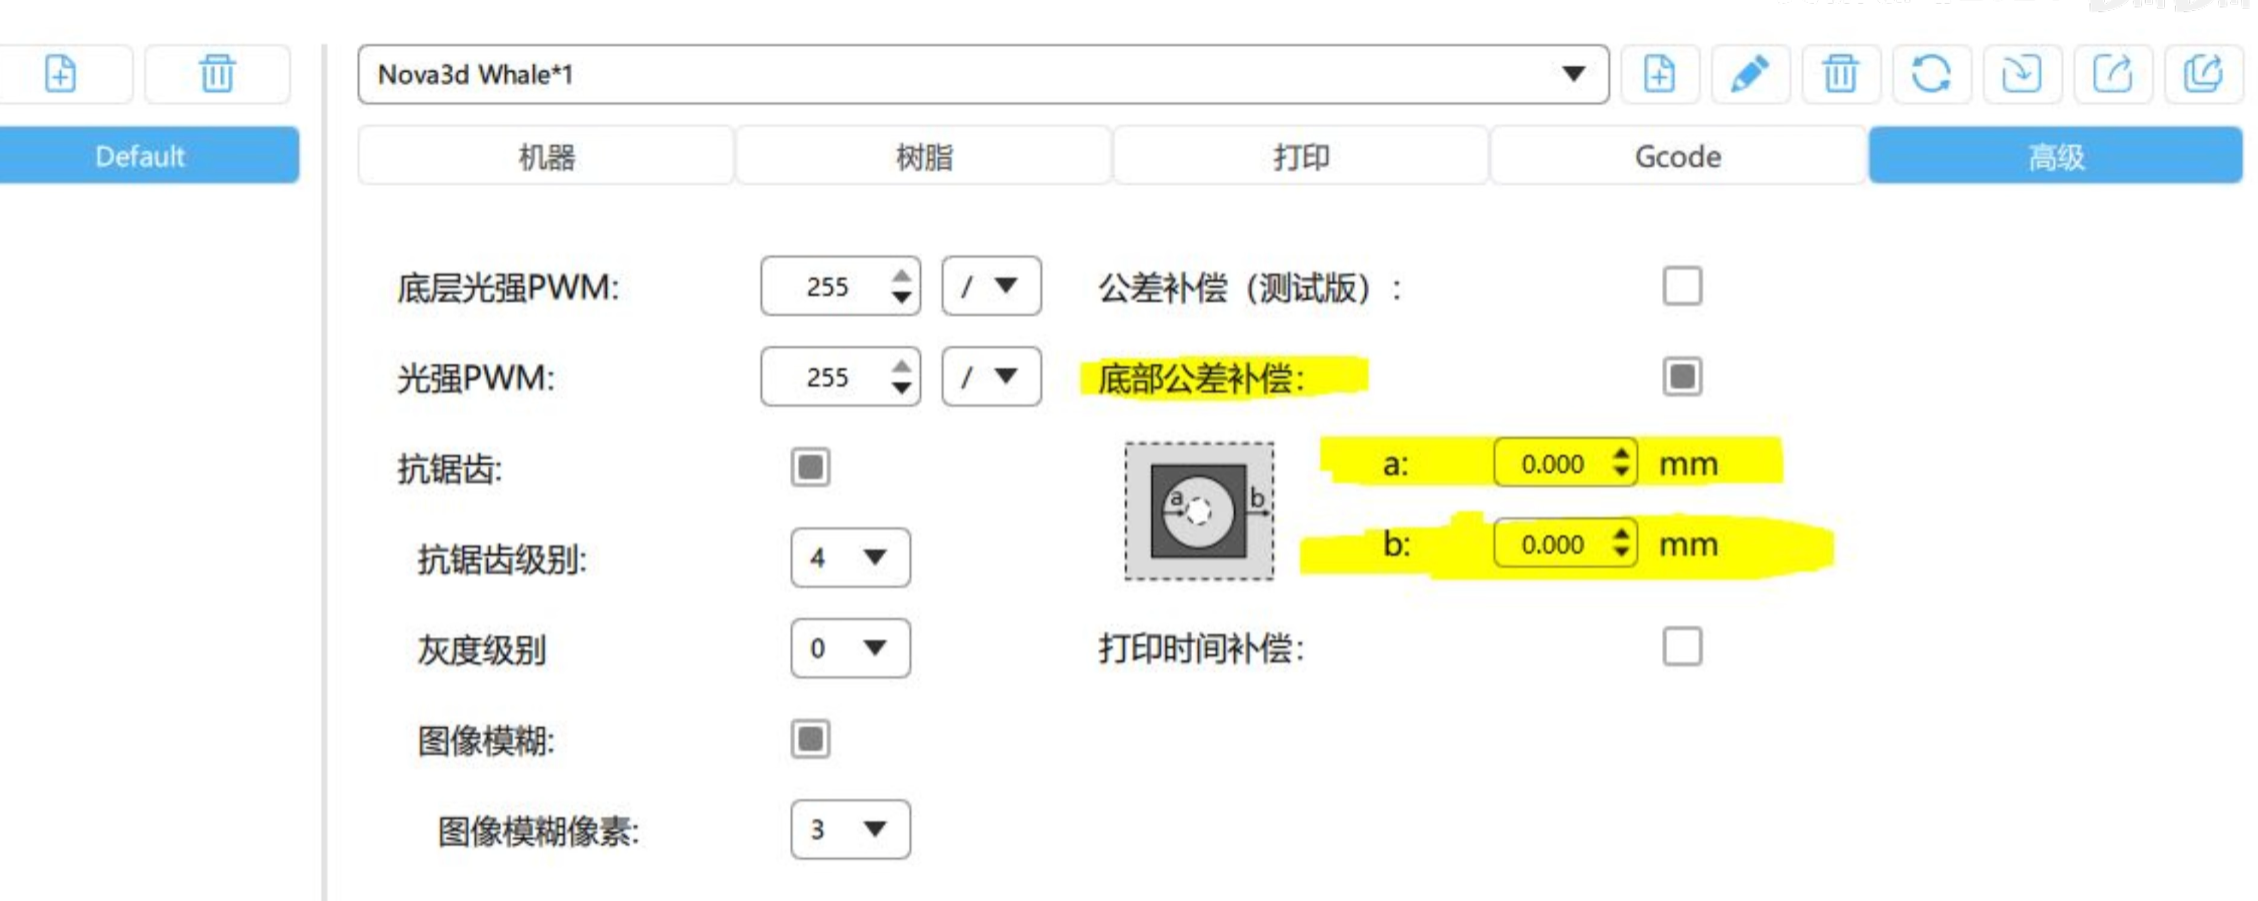 Nova3d Whale*1
Default
机器
树脂
打印
Gcode
高级
底层光强PWM:
255
/
公差补偿（测试版）:
光强PWM:
255
/
底部公差补偿:
抗锯齿:
a
b
a:
0.000
mm
抗锯齿级别:
4
b:
0.000
mm
灰度级别
0
打印时间补偿:
图像模糊:
图像模糊像素:
3